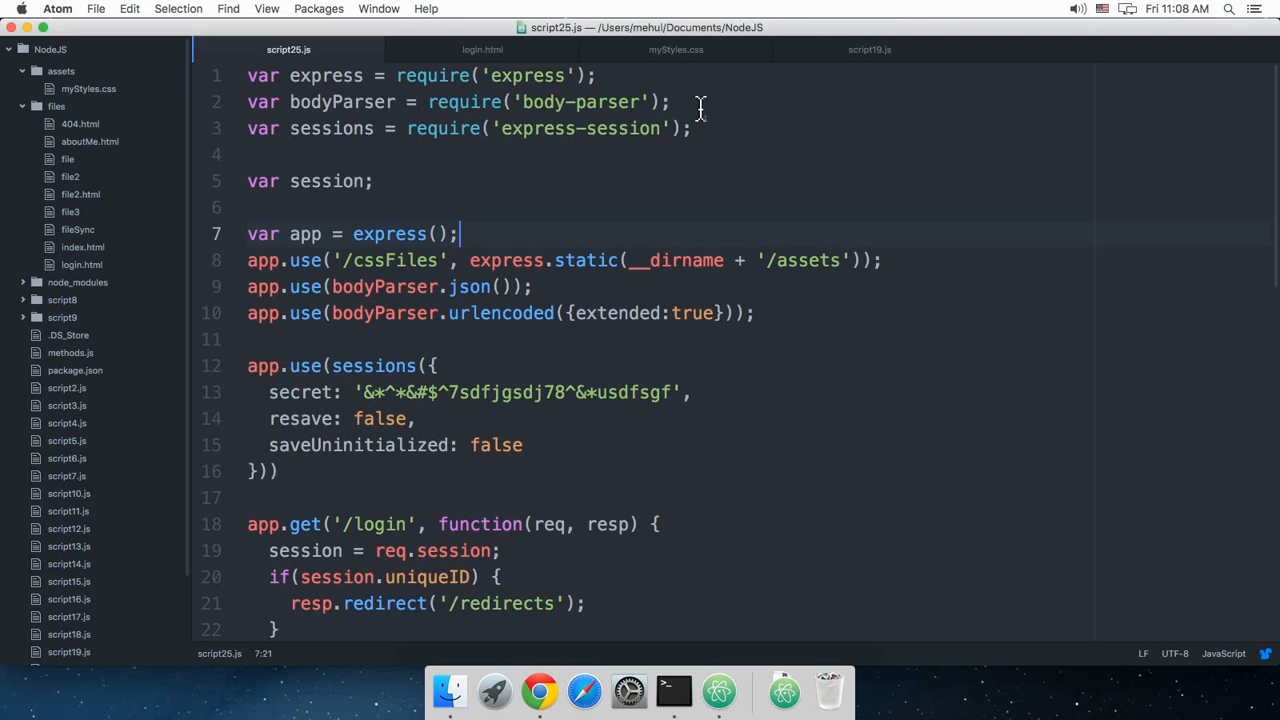 Atom File Edit Selection Find View Packages Window Help Fri 11:08 AM
script25.js — /Users/mehul/Documents/NodeJS
NodeJS
assets
myStyles.css
files
404.html
aboutMe.html
file
file2
file2.html
file3
fileSync
index.html
login.html
node_modules
script8
script9
.DS_Store
methods.js
package.json
script2.js
script3.js
script4.js
script5.js
script6.js
script7.js
script10.js
script11.js
script12.js
script13.js
script14.js
script15.js
script16.js
script17.js
script18.js
script19.js
script25.js login.html myStyles.css script19.js
1 var express = require('express');
2 var bodyParser = require('body-parser');
3 var sessions = require('express-session');
4
5 var session;
6
7 var app = express();
8 app.use('/cssFiles', express.static(__dirname + '/assets'));
9 app.use(bodyParser.json());
10 app.use(bodyParser.urlencoded({extended:true}));
11
12 app.use(sessions({
13 secret: '&*^*&#$^7sdfjgsdj78^&*usdfsgf',
14 resave: false,
15 saveUninitialized: false
16 }))
17
18 app.get('/login', function(req, resp) {
19 session = req.session;
20 if(session.uniqueID) {
21 resp.redirect('/redirects');
22 }
script25.js 7:21 LF UTF-8 JavaScript
>_